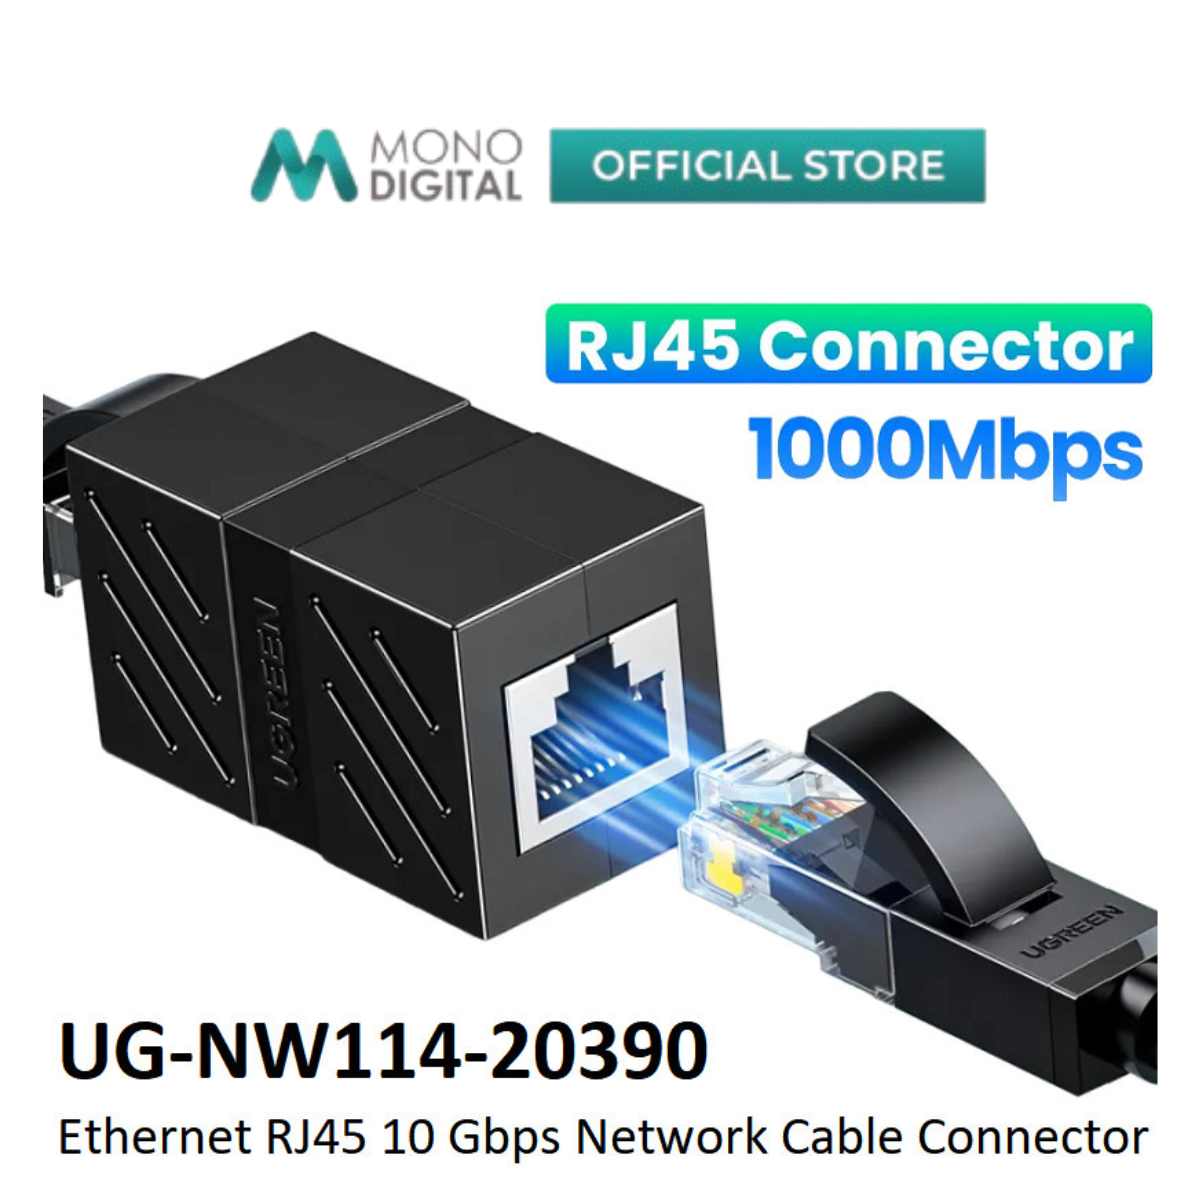 MONO
DIGITAL
OFFICIAL STORE
RJ45 Connector
1000Mbps
UGREEN
UGREEN
UG-NW114-20390
Ethernet RJ45 10 Gbps Network Cable Connector